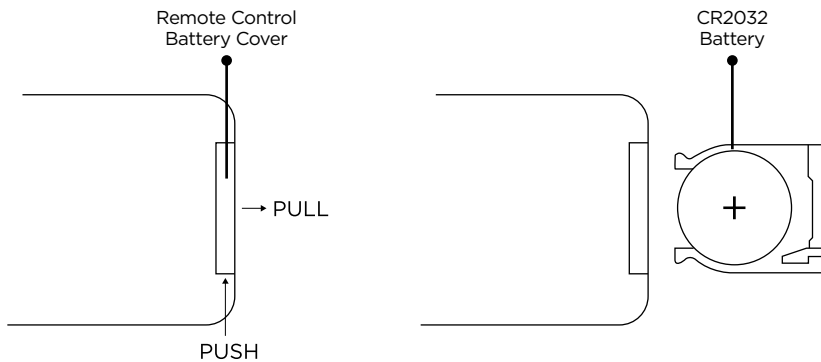 Remote Control
Battery Cover
CR2032
Battery
PULL
+
PUSH